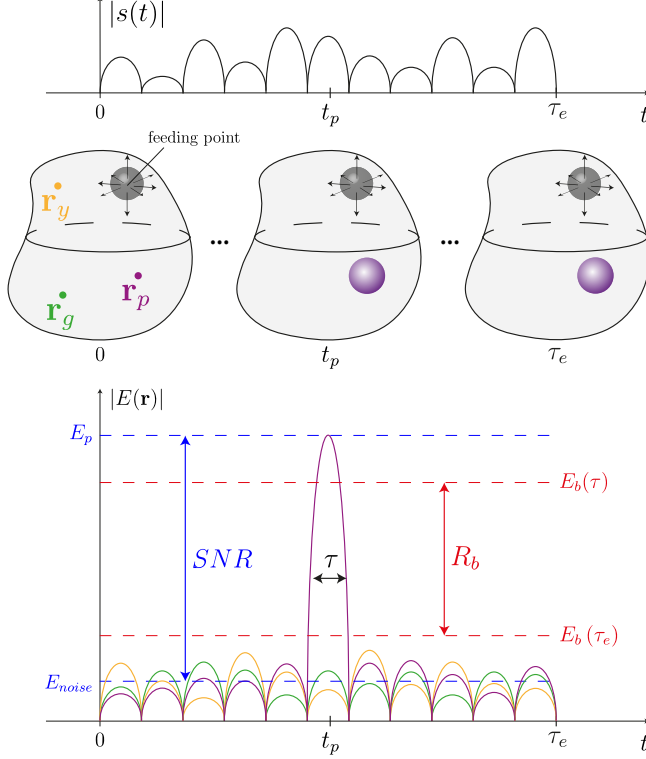 |s(t)|
0
t_p
τ_e
t
feeding point
r_y
r_g
r_p
...
...
0
t_p
τ_e
|E(r)|
E_p
E_b(τ)
SNR
τ
R_b
E_b(τ_e)
E_noise
0
t_p
τ_e
t